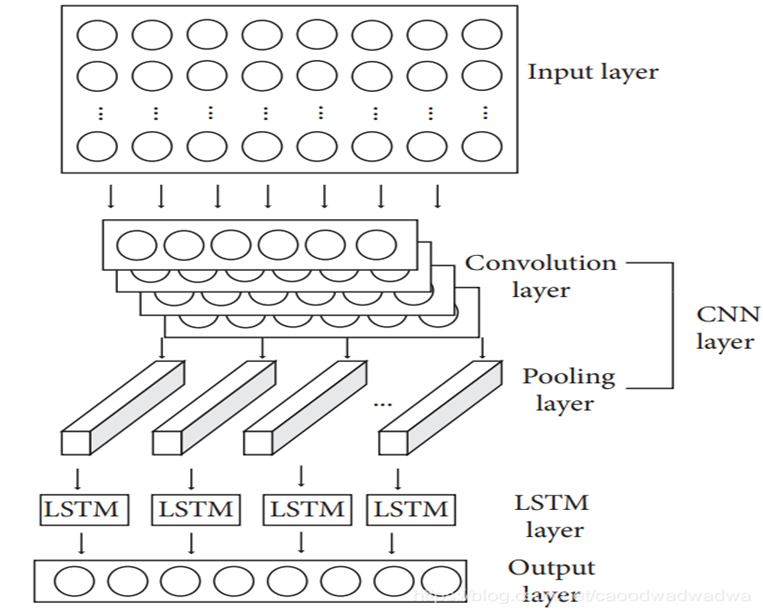 Input layer
Convolution
layer
CNN
layer
Pooling
layer
...
LSTM
LSTM
LSTM
LSTM
LSTM
layer
Output
layer